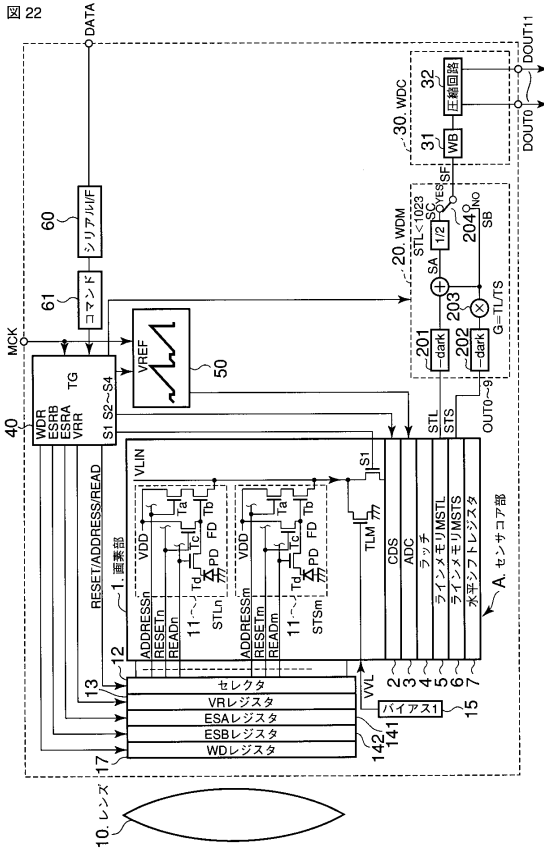 図 22
DATA
60
シリアルI/F
61
コマンド
MCK
40
TG
WDR
ESRB
ESRA
VRR
S1
S2~S4
RESET/ADDRESS/READ
VREF
50
20. WDM
201
-dark
202
-dark
STL
STS
OUT0~9
SA
203
G=TL/TS
1/2
STL<1023
SC
YES
NO
204
SB
SF
30. WDC
31
WB
32
圧縮回路
DOUT11
DOUT0
1. 画素部
VLIN
VDD
Ta
Tb
Tc
Td
FD
PD
11
STLn
ADDRESSn
RESETn
READn
VDD
Ta
Tb
Tc
Td
FD
PD
11
STSm
ADDRESSm
RESETm
READm
TLM
S1
VVL
15
バイアス1
12
セレクタ
13
VRレジスタ
141
ESAレジスタ
142
ESBレジスタ
17
WDレジスタ
2
CDS
3
ADC
4
ラッチ
5
ラインメモリMSTL
6
ラインメモリMSTS
7
水平シフトレジスタ
A. センサコア部
10. レンズ